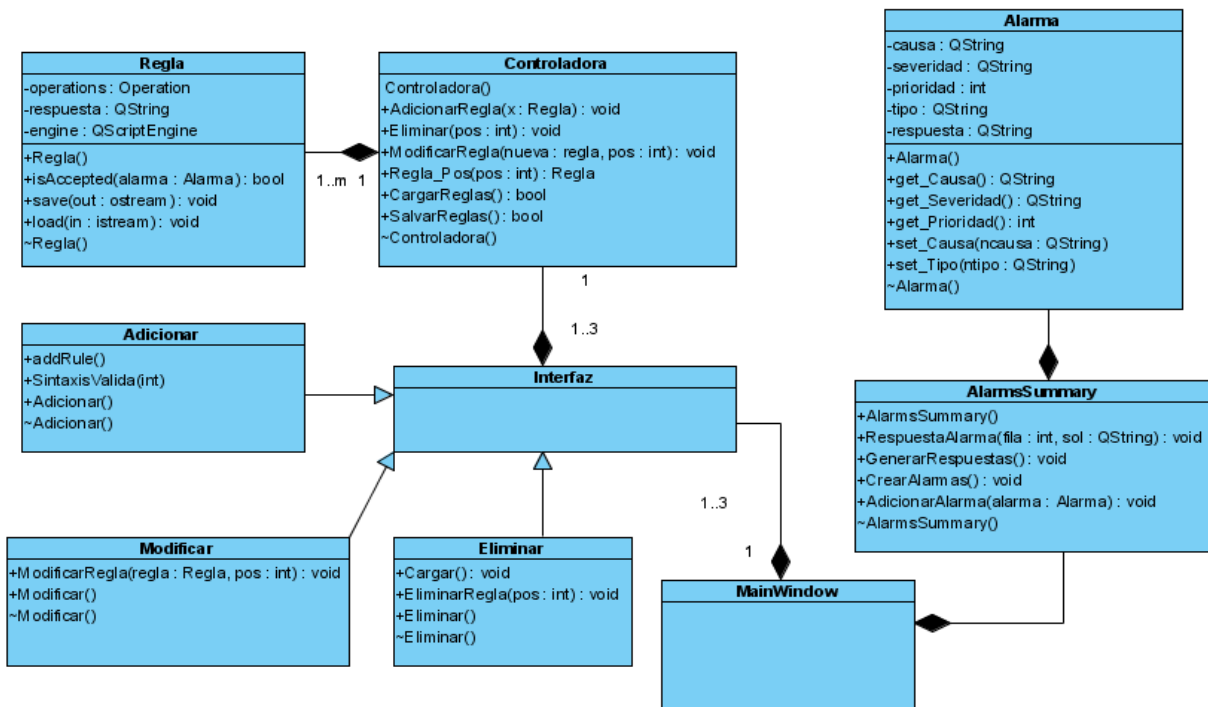 Regla
-operations : Operation
-respuesta : QString
-engine : QScriptEngine
+Regla()
+isAccepted(alarma : Alarma) : bool
+save(out : ostream) : void
+load(in : istream) : void
~Regla()
1..m
1
Controladora
Controladora()
+AdicionarRegla(x : Regla) : void
+Eliminar(pos : int) : void
+ModificarRegla(nueva : regla, pos : int) : void
+Regla_Pos(pos : int) : Regla
+CargarReglas() : bool
+SalvarReglas() : bool
~Controladora()
1
1..3
Alarma
-causa : QString
-severidad : QString
-prioridad : int
-tipo : QString
-respuesta : QString
+Alarma()
+get_Causa() : QString
+get_Severidad() : QString
+get_Prioridad() : int
+set_Causa(ncausa : QString)
+set_Tipo(ntipo : QString)
~Alarma()
Adicionar
+addRule()
+SintaxisValida(int)
+Adicionar()
~Adicionar()
Interfaz
AlarmsSummary
+AlarmsSummary()
+RespuestaAlarma(fila : int, sol : QString) : void
+GenerarRespuestas() : void
+CrearAlarmas() : void
+AdicionarAlarma(alarma : Alarma) : void
~AlarmsSummary()
1..3
1
Modificar
+ModificarRegla(regla : Regla, pos : int) : void
+Modificar()
~Modificar()
Eliminar
+Cargar() : void
+EliminarRegla(pos : int) : void
+Eliminar()
~Eliminar()
MainWindow